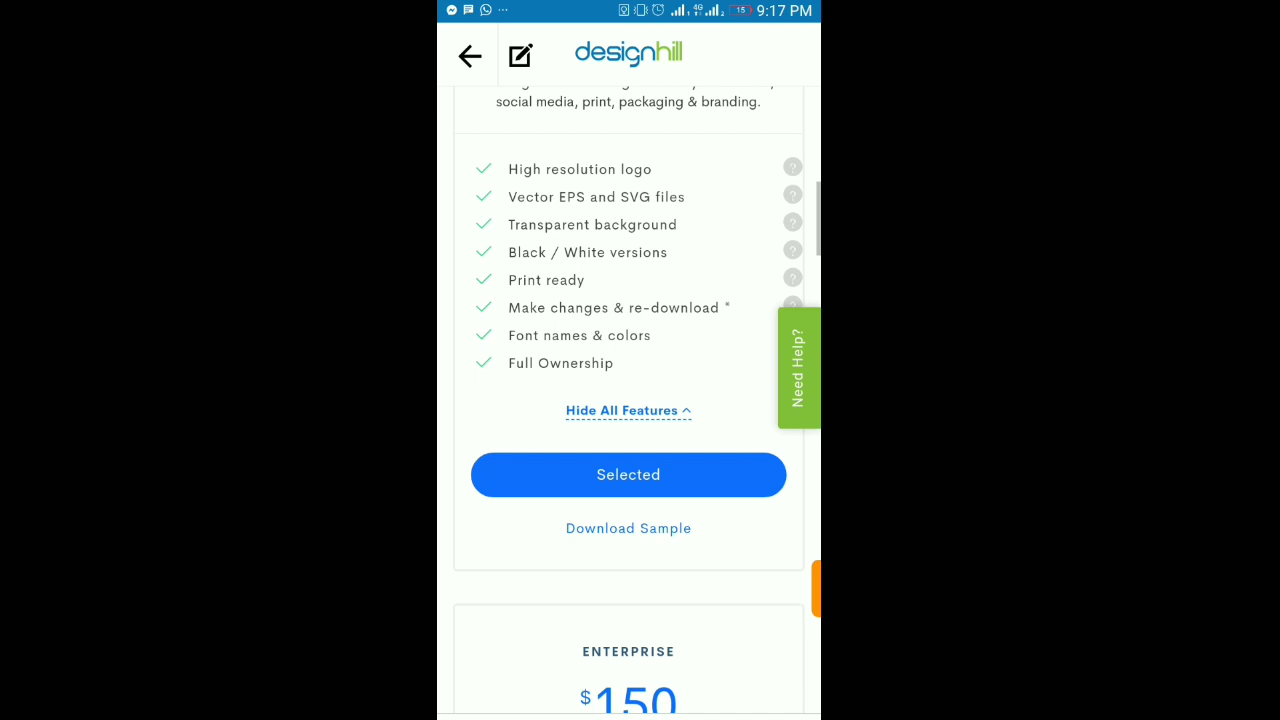 15 9:17 PM
designhill
social media, print, packaging & branding.
High resolution logo ?
Vector EPS and SVG files ?
Transparent background ?
Black / White versions ?
Print ready ?
Make changes & re-download *
Font names & colors
Full Ownership
Need Help?
Hide All Features
Selected
Download Sample
ENTERPRISE
$150